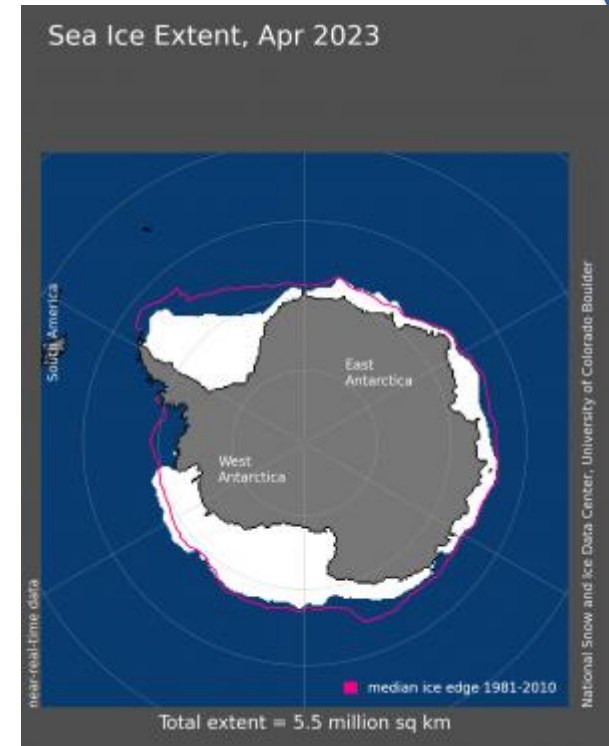 Sea Ice Extent, Apr 2023
South America
East
Antarctica
West
Antarctica
near-real-time data
National Snow and Ice Data Center, University of Colorado Boulder
median ice edge 1981-2010
Total extent = 5.5 million sq km